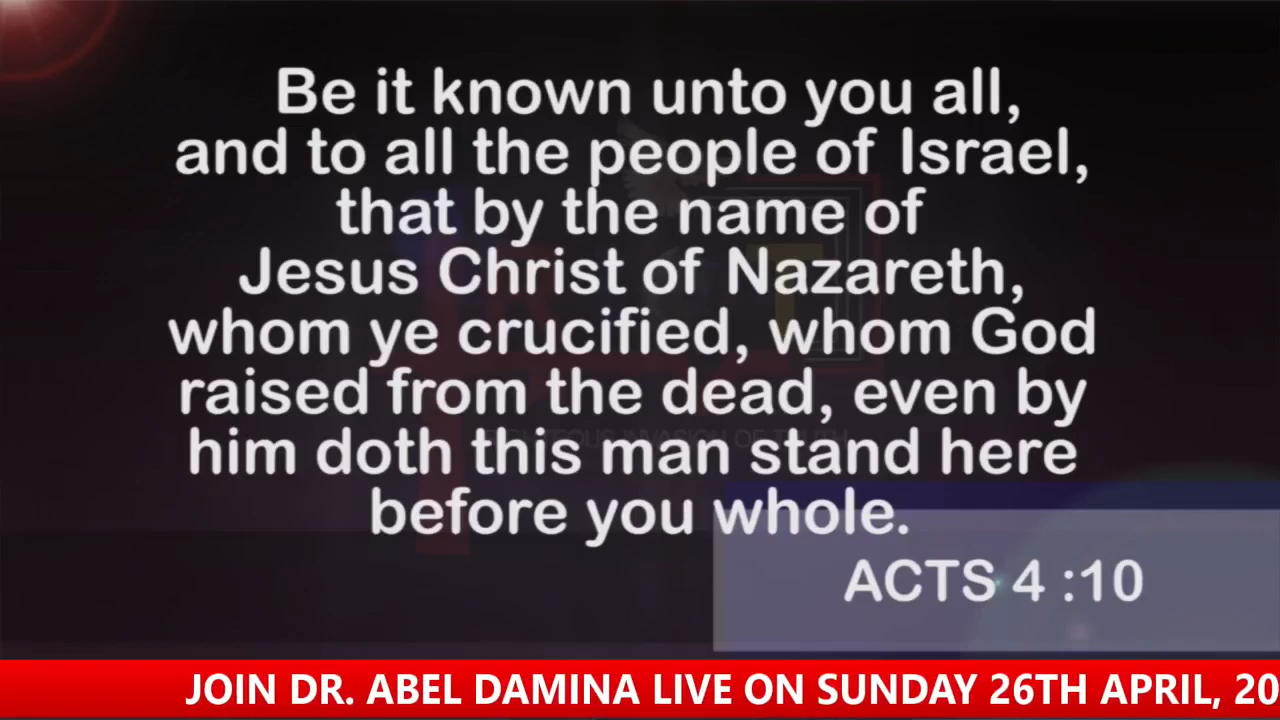 Be it known unto you all,
and to all the people of Israel,
that by the name of
Jesus Christ of Nazareth,
whom ye crucified, whom God
raised from the dead, even by
him doth this man stand here
before you whole.
ACTS 4 :10
JOIN DR. ABEL DAMINA LIVE ON SUNDAY 26TH APRIL, 20